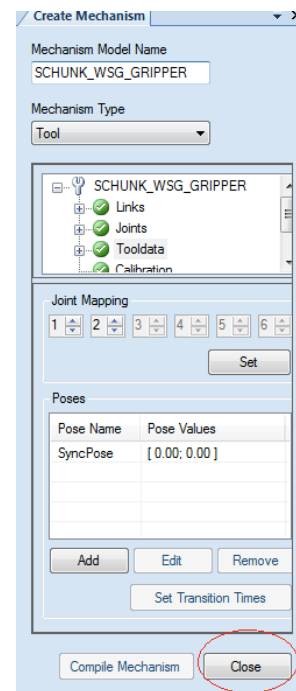 Create Mechanism
Mechanism Model Name
SCHUNK_WSG_GRIPPER
Mechanism Type
Tool
SCHUNK_WSG_GRIPPER
Links
Joints
Tooldata
Calibration
Joint Mapping
1 2 3 4 5 6
Set
Poses
Pose Name Pose Values
SyncPose [ 0.00; 0.00 ]
Add Edit Remove
Set Transition Times
Compile Mechanism Close